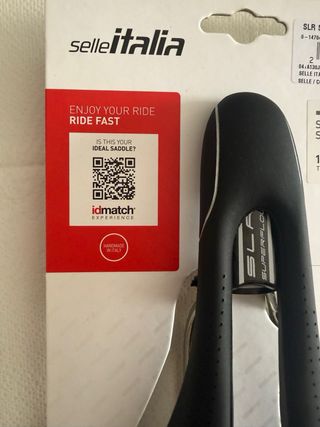 selleitalia
SLR S
ENJOY YOUR RIDE
RIDE FAST
IS THIS YOUR
IDEAL SADDLE?
idmatch
EXPERIENCE
HANDMADE
IN ITALY
SLR
SUPERFLOW